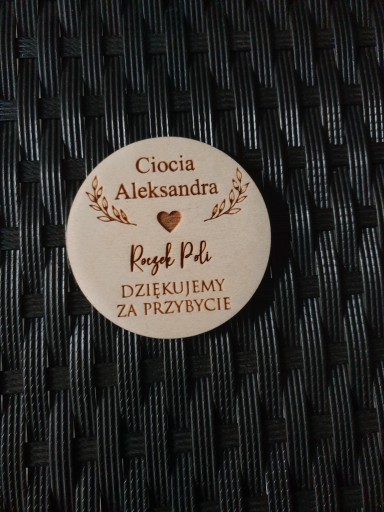 Ciocia
Aleksandra
Roczek Poli
DZIĘKUJEMY
ZA PRZYBYCIE